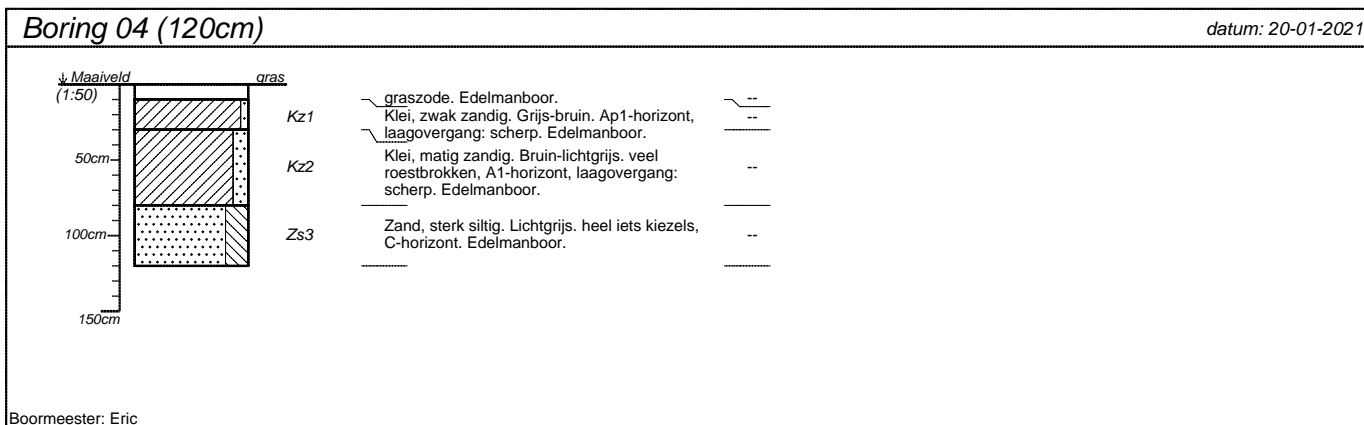 Boring 04 (120cm)
datum: 20-01-2021
Maaiveld
gras
(1:50)
graszode. Edelmanboor.
--
Kz1
Klei, zwak zandig. Grijs-bruin. Ap1-horizont,
laagovergang: scherp. Edelmanboor.
--
50cm
Kz2
Klei, matig zandig. Bruin-lichtgrijs. veel
roestbrokken, A1-horizont, laagovergang:
scherp. Edelmanboor.
--
100cm
Zs3
Zand, sterk siltig. Lichtgrijs. heel iets kiezels,
C-horizont. Edelmanboor.
--
150cm
Boormeester: Eric